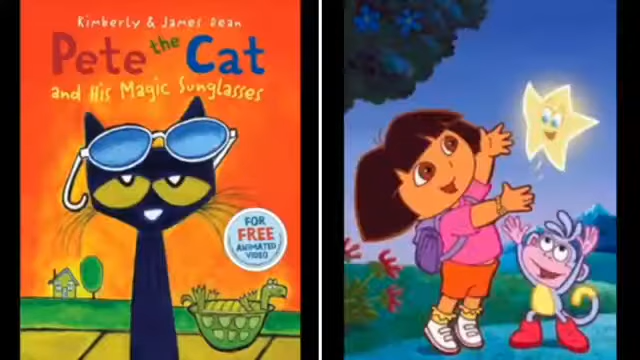 Kimberly & James Dean
Pete the Cat
and His Magic Sunglasses
FOR
FREE
ANIMATED
VIDEO